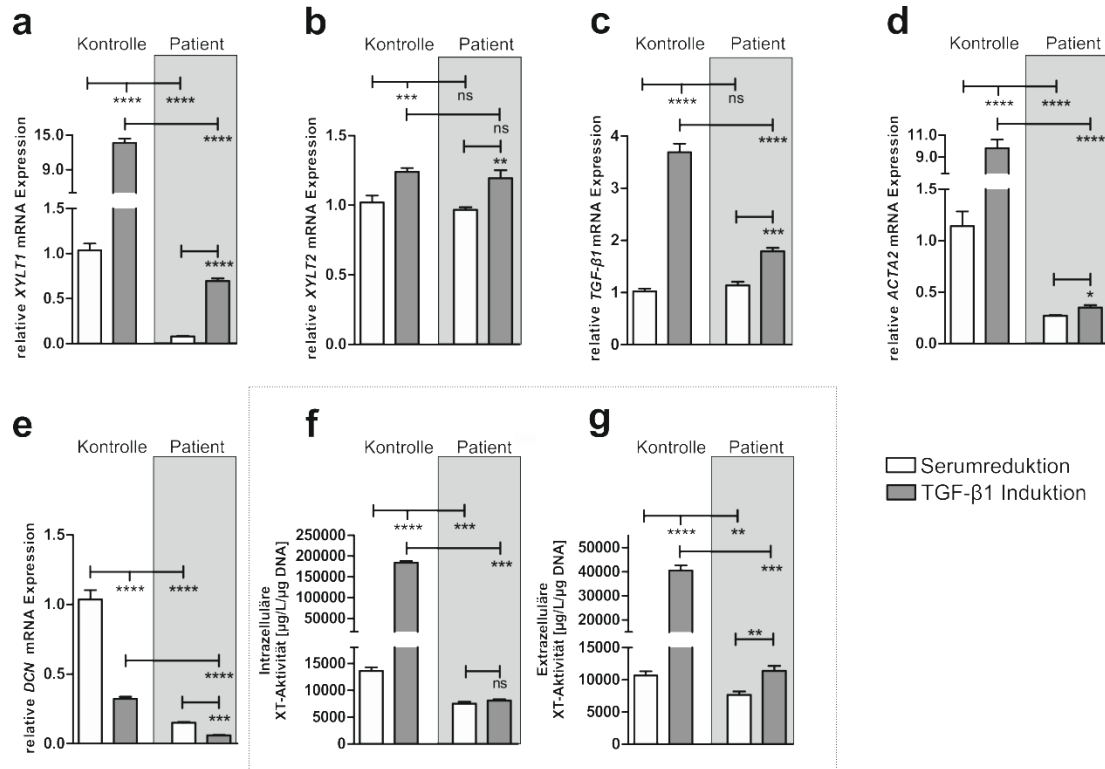 a
Kontrolle Patient
**** ****
****
****
15.0
9.0
1.5
1.0
0.5
0.0
relative XYLT1 mRNA Expression
b
Kontrolle Patient
*** ns
ns
**
1.5
1.0
0.5
0.0
relative XYLT2 mRNA Expression
c
Kontrolle Patient
**** ns
****
***
4
3
2
1
0
relative TGF-β1 mRNA Expression
d
Kontrolle Patient
**** ****
****
*
11.0
9.0
1.5
1.0
0.5
0.0
relative ACTA2 mRNA Expression
e
Kontrolle Patient
**** ****
****
***
1.5
1.0
0.5
0.0
relative DCN mRNA Expression
f
Kontrolle Patient
**** ***
***
ns
250000
200000
150000
100000
50000
15000
10000
5000
0
Intrazelluläre
XT-Aktivität [µg/L/µg DNA]
g
Kontrolle Patient
**** **
***
**
50000
40000
30000
20000
15000
10000
5000
0
Extrazelluläre
XT-Aktivität [µg/L/µg DNA]
Serumreduktion
TGF-β1 Induktion